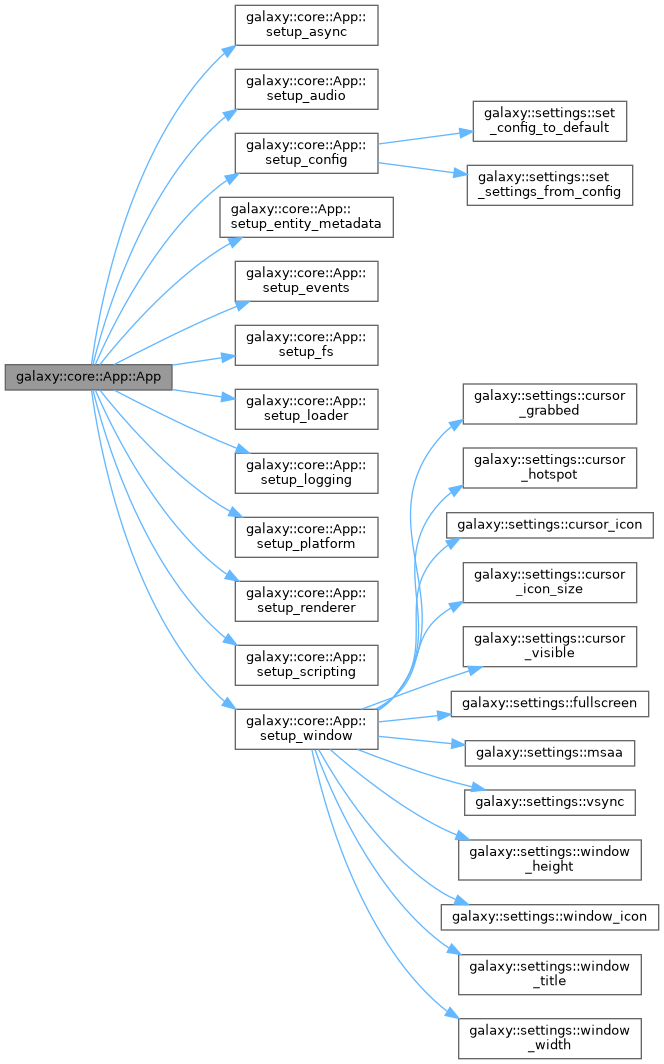 galaxy::core::App::App
galaxy::core::App::
setup_async
galaxy::core::App::
setup_audio
galaxy::core::App::
setup_config
galaxy::settings::set
_config_to_default
galaxy::settings::set
_settings_from_config
galaxy::core::App::
setup_entity_metadata
galaxy::core::App::
setup_events
galaxy::core::App::
setup_fs
galaxy::core::App::
setup_loader
galaxy::core::App::
setup_logging
galaxy::core::App::
setup_platform
galaxy::core::App::
setup_renderer
galaxy::core::App::
setup_scripting
galaxy::core::App::
setup_window
galaxy::settings::cursor
_grabbed
galaxy::settings::cursor
_hotspot
galaxy::settings::cursor_icon
galaxy::settings::cursor
_icon_size
galaxy::settings::cursor
_visible
galaxy::settings::fullscreen
galaxy::settings::msaa
galaxy::settings::vsync
galaxy::settings::window
_height
galaxy::settings::window_icon
galaxy::settings::window
_title
galaxy::settings::window
_width